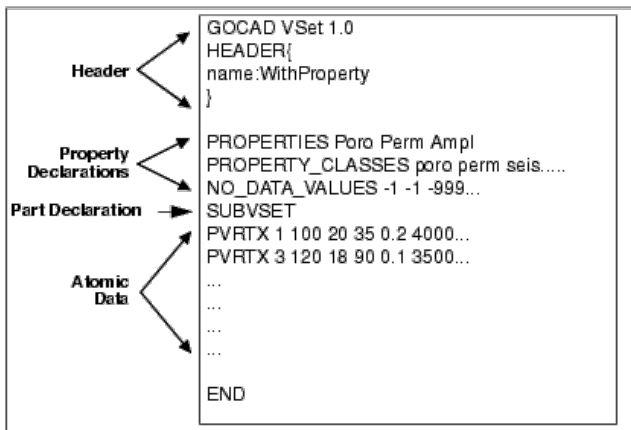 GOCAD VSet 1.0
HEADER{
Header
name:WithProperty
}
PROPERTIES Poro Perm Ampl
Property
Declarations
PROPERTY_CLASSES poro perm seis.....
NO_DATA_VALUES -1 -1 -999...
Part Declaration
SUBVSET
PVRTX 1 100 20 35 0.2 4000...
PVRTX 3 120 18 90 0.1 3500...
Atomic
Data
...
...
...
...
END